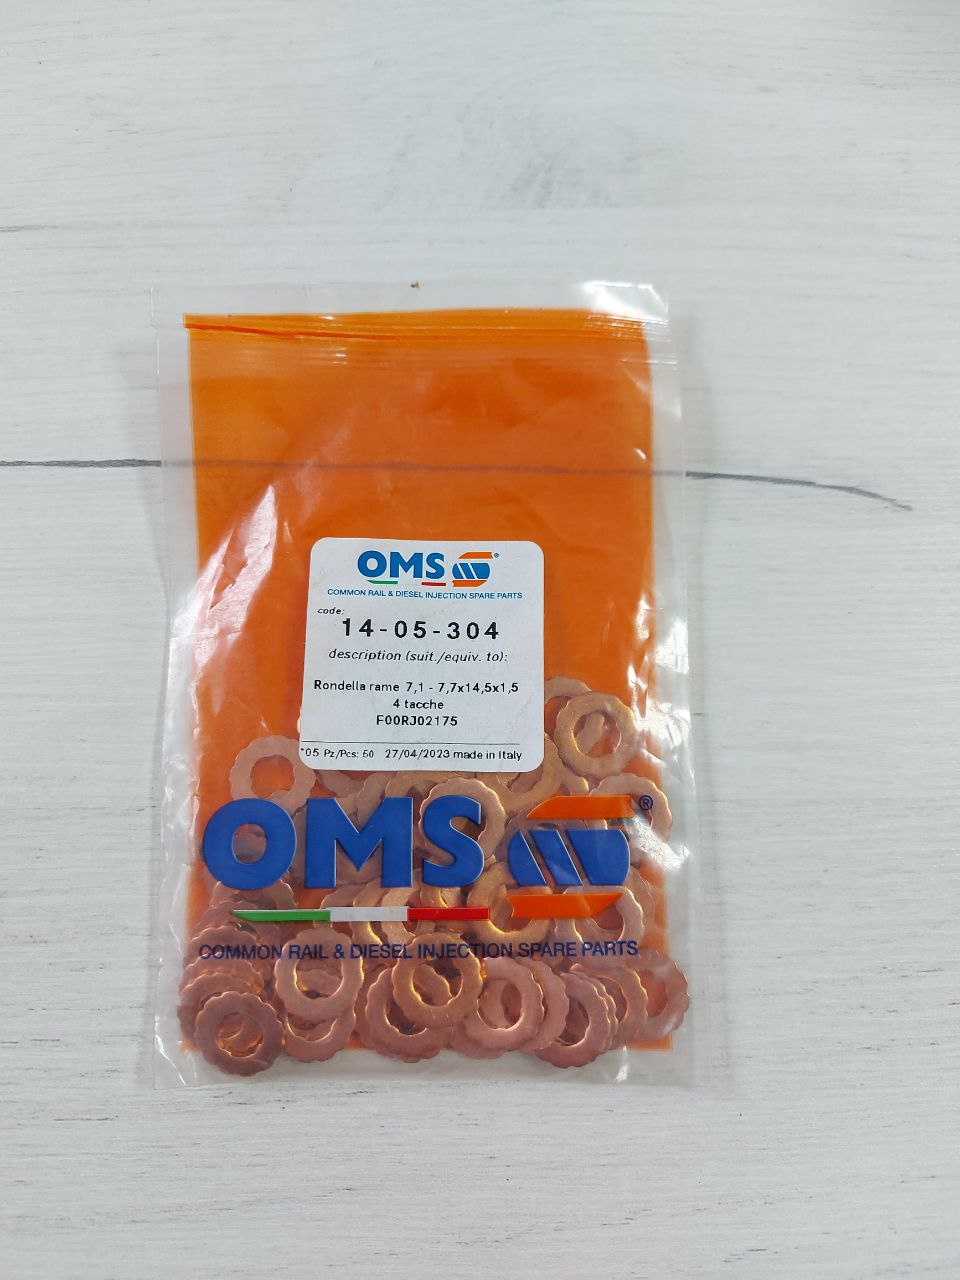 OMS ®
COMMON RAIL & DIESEL INJECTION SPARE PARTS
code:
14-05-304
description (suit./equiv. to):
Rondella rame 7,1 - 7,7x14,5x1,5
4 tacche
F00RJ02175
*05 Pz/Pcs: 50 27/04/2023 made in Italy
OMS ®
COMMON RAIL & DIESEL INJECTION SPARE PARTS